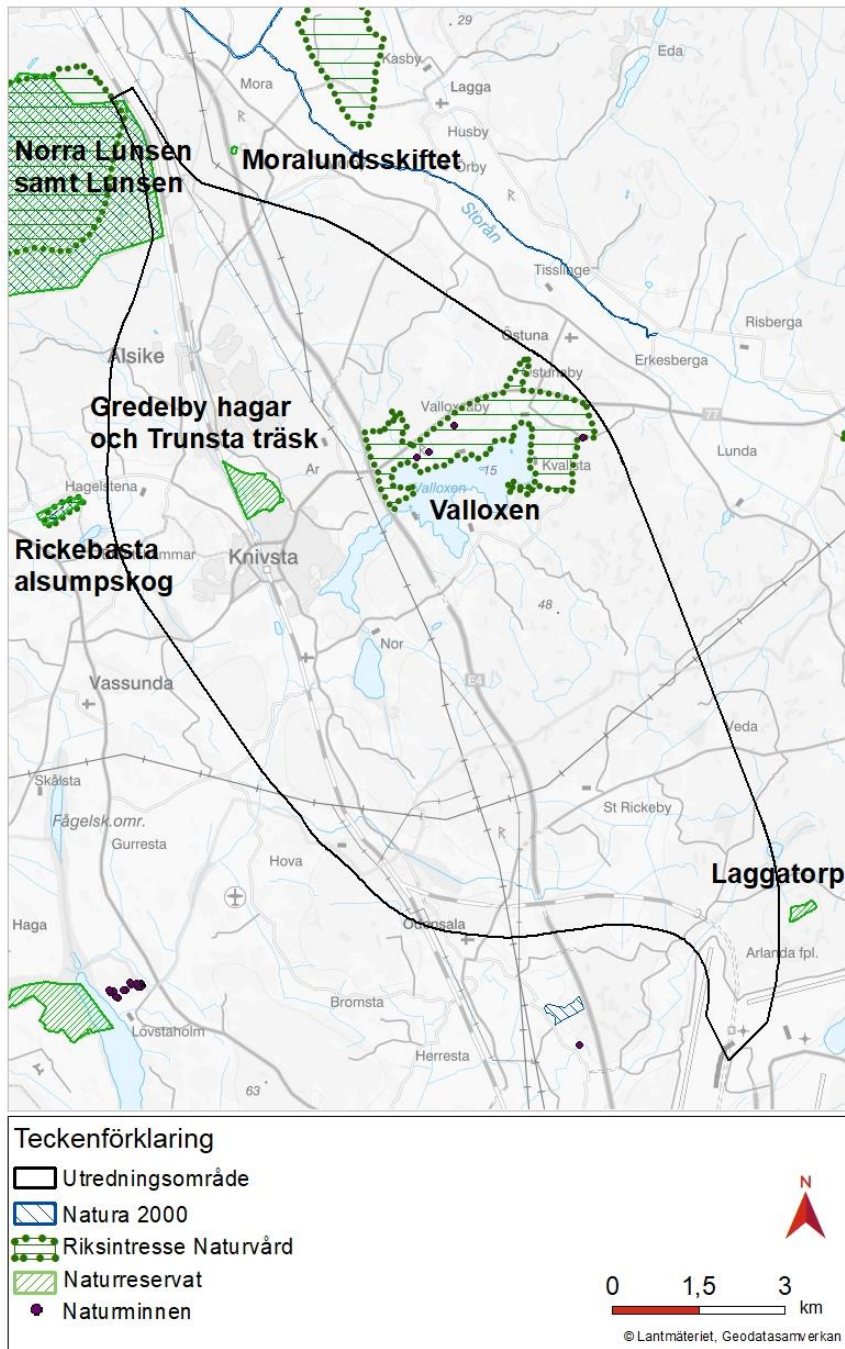 29
Eda
Kasby
Mora
Lagga
Husby
Norra Lunsen
samt Lunsen
Moralundsskiftet
Örby
Storån
Tisslinge
Risberga
Östuna
Erkesberga
Alsike
Östunaby
Gredelby hagar
och Trunsta träsk
Valloxsäby
77
Lunda
Ar
15
Kvallsta
Hagelstena
Valloxen
Valloxen
Rickebasta
alsumpskog
Knivsta
48
Nor
Vassunda
E4
Veda
Skålsta
St Rickeby
Fågelsk.omr.
Gurresta
Hova
Laggatorp
Haga
Odensala
Arlanda fpl.
Bromsta
Lövstaholm
Herresta
63
Teckenförklaring
Utredningsområde
Natura 2000
Riksintresse Naturvård
Naturreservat
Naturminnen
N
0 1,5 3
km
© Lantmäteriet, Geodatasamverkan